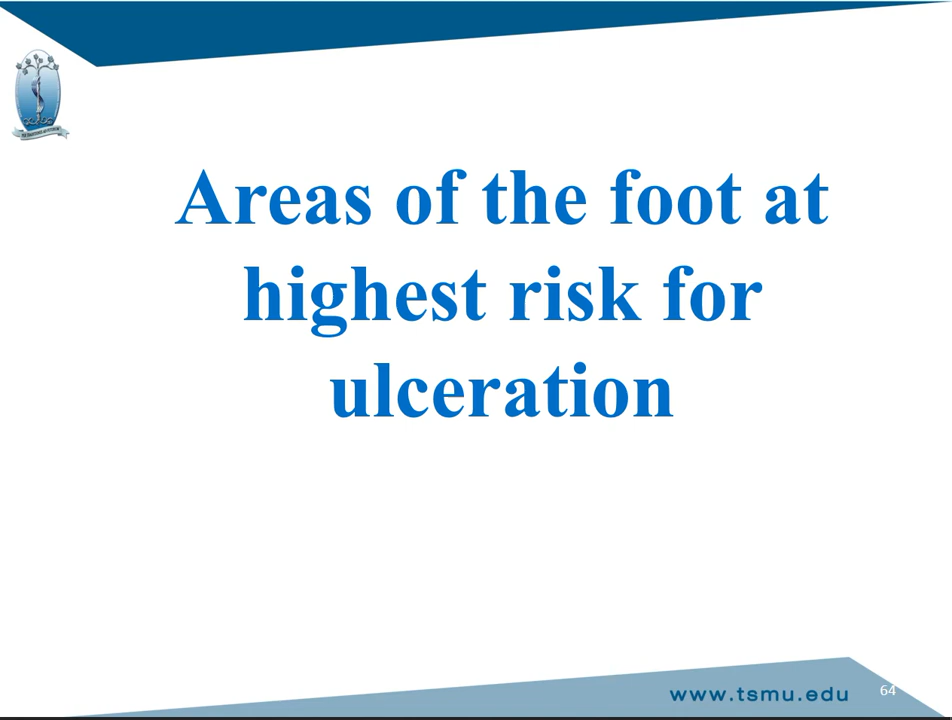 Areas of the foot at
highest risk for
ulceration
www.tsmu.edu
64